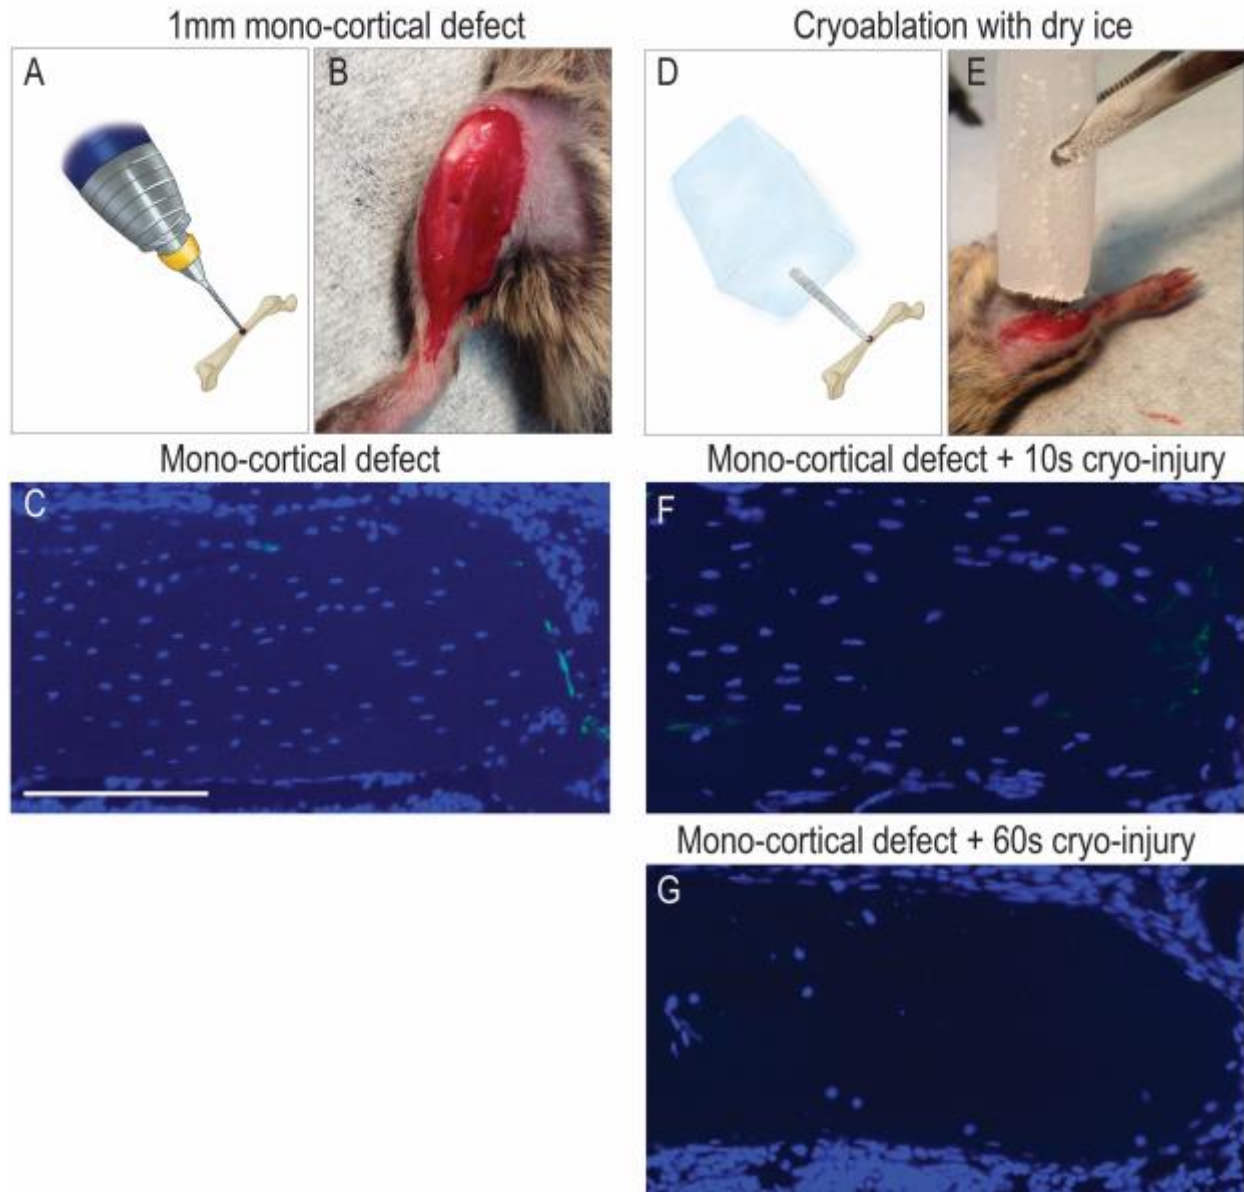 1mm mono-cortical defect
Cryoablation with dry ice
A
B
D
E
Mono-cortical defect
Mono-cortical defect + 10s cryo-injury
C
F
Mono-cortical defect + 60s cryo-injury
G